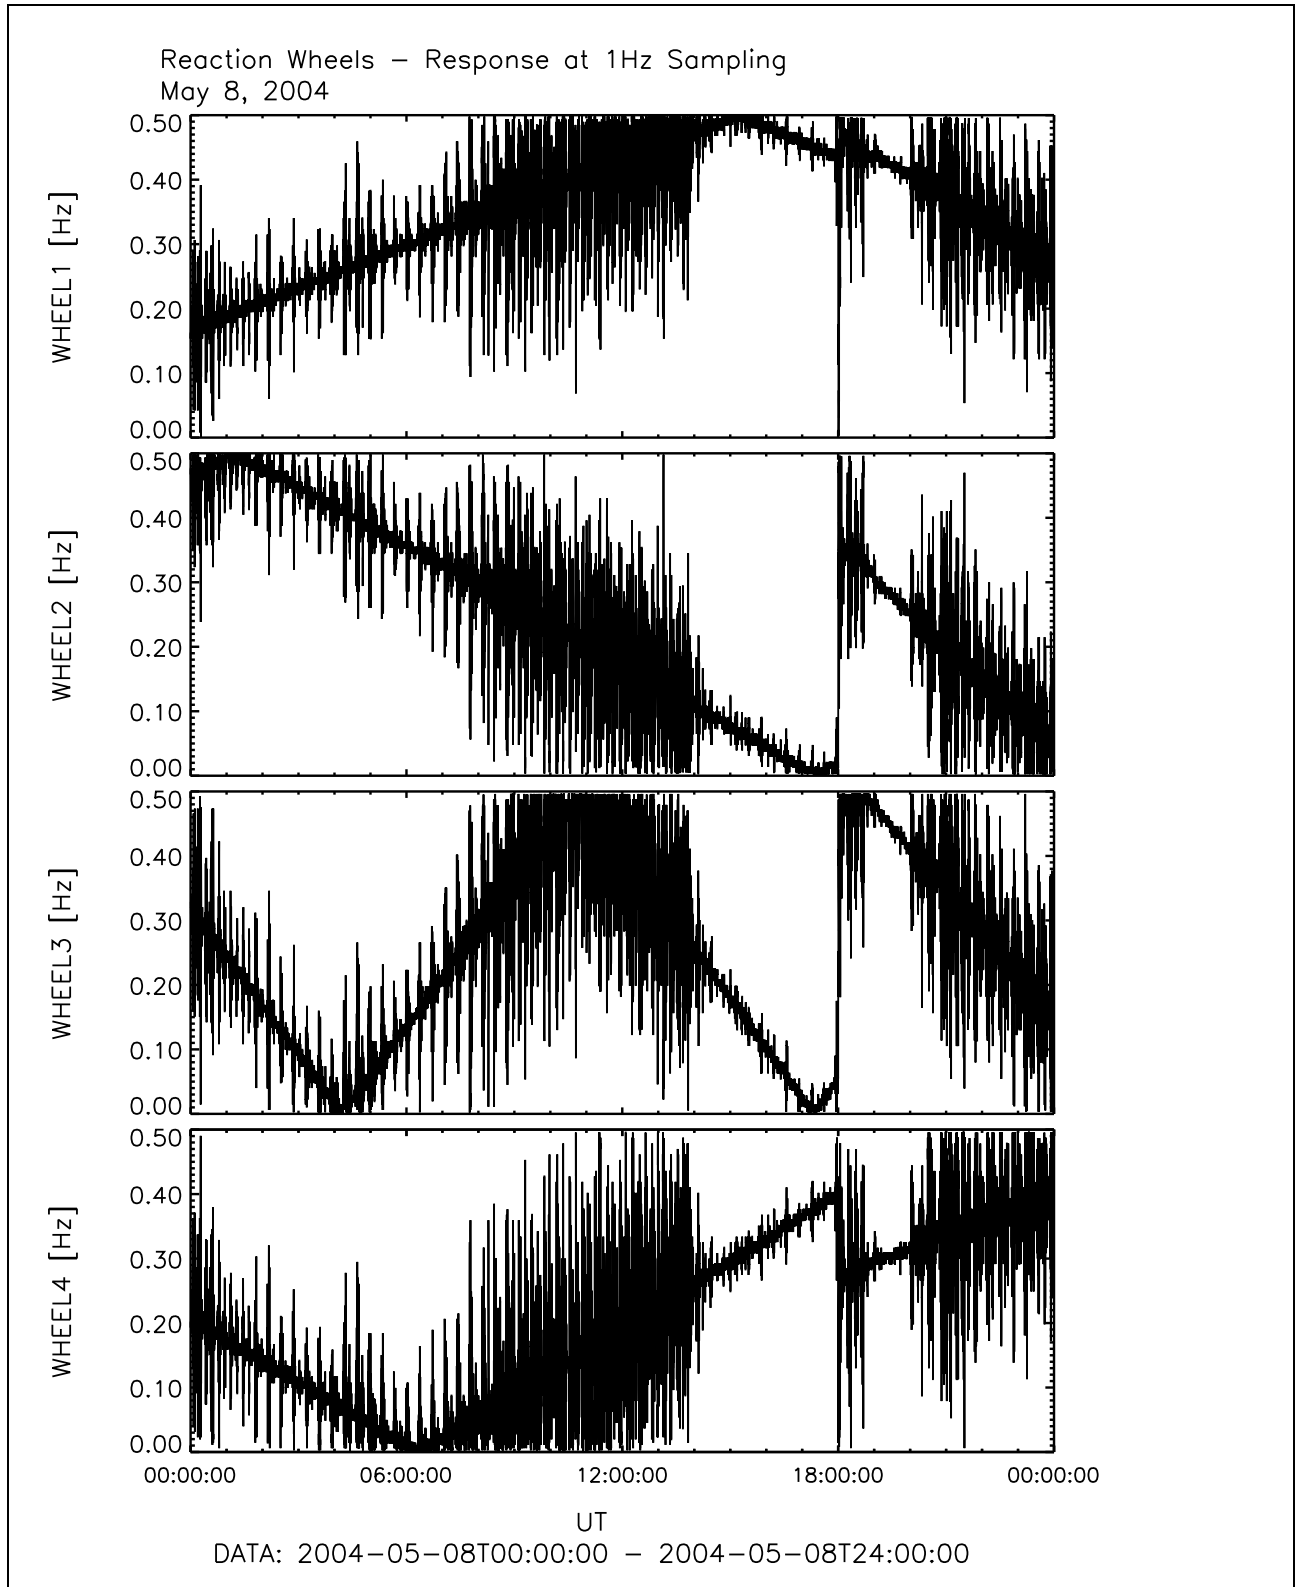 Reaction Wheels − Response at 1Hz Sampling
May 8, 2004
WHEEL1 [Hz]
0.50
0.40
0.30
0.20
0.10
0.00
WHEEL2 [Hz]
0.50
0.40
0.30
0.20
0.10
0.00
WHEEL3 [Hz]
0.50
0.40
0.30
0.20
0.10
0.00
WHEEL4 [Hz]
0.50
0.40
0.30
0.20
0.10
0.00
00:00:00 06:00:00 12:00:00 18:00:00 00:00:00
UT
DATA: 2004−05−08T00:00:00 − 2004−05−08T24:00:00